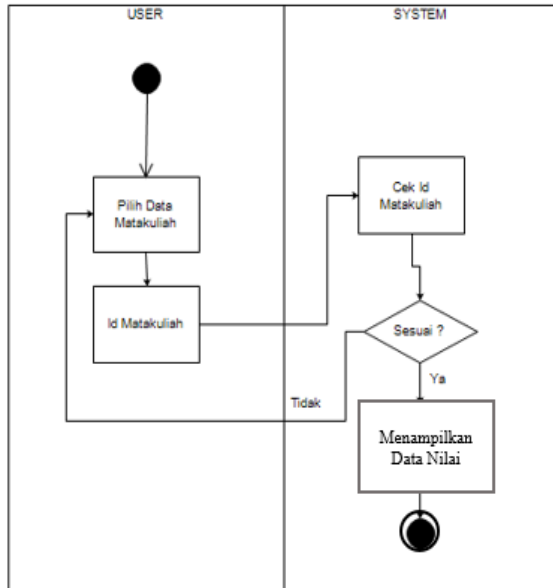 USER
SYSTEM
Pilih Data
Matakuliah
Id Matakuliah
Cek Id
Matakuliah
Sesuai ?
Tidak
Ya
Menampilkan
Data Nilai